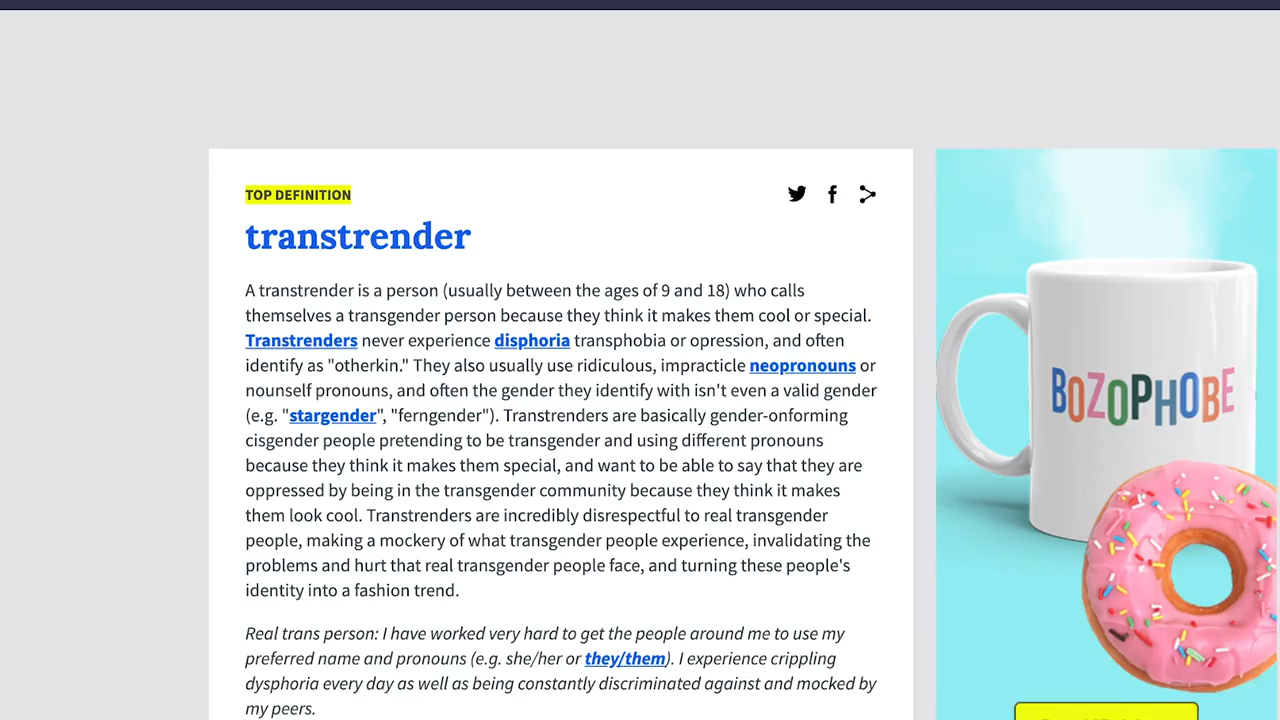 TOP DEFINITION
transtrender
A transtrender is a person (usually between the ages of 9 and 18) who calls
themselves a transgender person because they think it makes them cool or special.
Transtrenders never experience disphoria transphobia or opression, and often
identify as "otherkin." They also usually use ridiculous, impracticle neopronouns or
nounself pronouns, and often the gender they identify with isn't even a valid gender
(e.g. "stargender", "ferngender"). Transtrenders are basically gender-onforming
cisgender people pretending to be transgender and using different pronouns
because they think it makes them special, and want to be able to say that they are
oppressed by being in the transgender community because they think it makes
them look cool. Transtrenders are incredibly disrespectful to real transgender
people, making a mockery of what transgender people experience, invalidating the
problems and hurt that real transgender people face, and turning these people's
identity into a fashion trend.
Real trans person: I have worked very hard to get the people around me to use my
preferred name and pronouns (e.g. she/her or they/them). I experience crippling
dysphoria every day as well as being constantly discriminated against and mocked by
my peers.
BOZOPHOBE